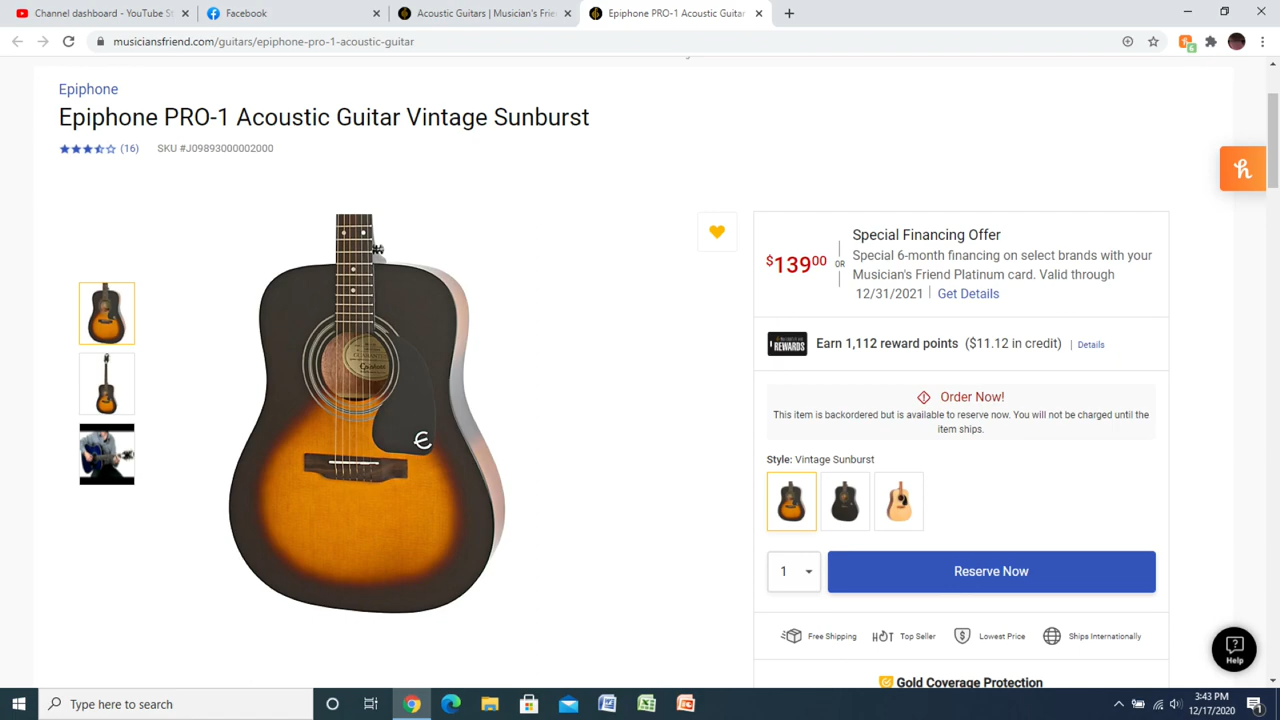 Channel dashboard - YouTube St
Facebook
Acoustic Guitars | Musician's Frie
Epiphone PRO-1 Acoustic Guitar
musiciansfriend.com/guitars/epiphone-pro-1-acoustic-guitar
6
Epiphone
Epiphone PRO-1 Acoustic Guitar Vintage Sunburst
(16)
SKU #J09893000002000
$13900
OR
Special Financing Offer
Special 6-month financing on select brands with your
Musician's Friend Platinum card. Valid through
12/31/2021 | Get Details
REWARDS
Earn 1,112 reward points ($11.12 in credit) | Details
Order Now!
This item is backordered but is available to reserve now. You will not be charged until the
item ships.
Style: Vintage Sunburst
1
Reserve Now
Free Shipping
HOT
Top Seller
Lowest Price
Ships Internationally
Gold Coverage Protection
Help
Epiphone
Type here to search
3:43 PM
12/17/2020
1